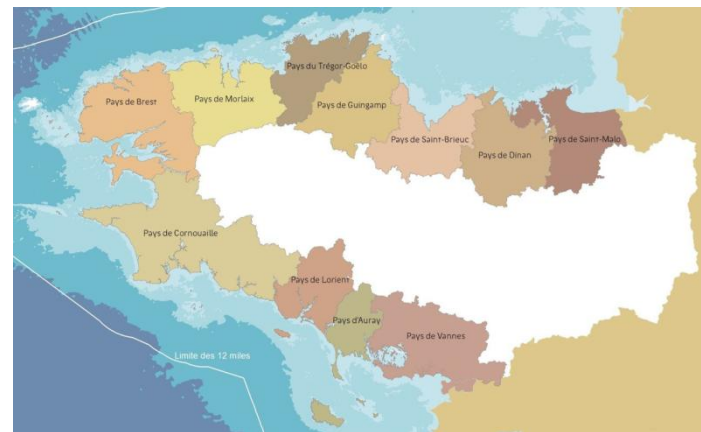 Pays du Trégor-Goëlo
Pays de Brest
Pays de Morlaix
Pays de Guingamp
Pays de Saint-Brieuc
Pays de Saint-Malo
Pays de Dinan
Pays de Cornouaille
Pays de Lorient
Pays d'Auray
Pays de Vannes
Limite des 12 miles